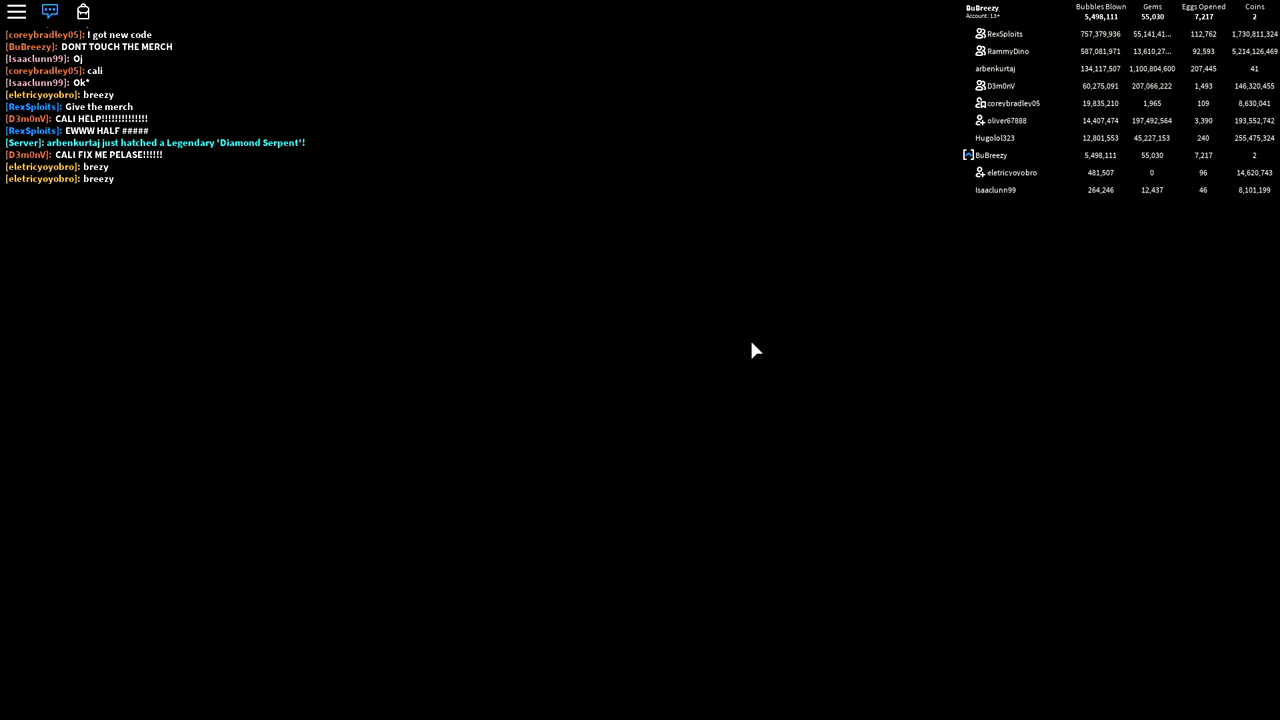 [coreybradley05]: I got new code
[BuBreezy]: DONT TOUCH THE MERCH
[Isaaclunn99]: Oj
[coreybradley05]: cali
[Isaaclunn99]: Ok*
[eletricyoyobro]: breezy
[RexSploits]: Give the merch
[D3m0nV]: CALI HELP!!!!!!!!!!!!!!
[RexSploits]: EWWW HALF #####
[Server]: arbenkurtaj just hatched a Legendary 'Diamond Serpent'!
[D3m0nV]: CALI FIX ME PELASE!!!!!!
[eletricyoyobro]: brezy
[eletricyoyobro]: breezy
BuBreezy Bubbles Blown Gems Eggs Opened Coins
Account: 13+ 5,498,111 55,030 7,217 2
RexSploits 757,379,936 55,141,41... 112,762 1,730,811,324
RammyDino 587,081,971 13,610,27... 92,593 5,214,126,469
arbenkurtaj 134,117,507 1,100,804,600 207,445 41
D3m0nV 60,275,091 207,066,222 1,493 146,320,455
coreybradley05 19,835,210 1,965 109 8,630,041
oliver67888 14,407,474 197,492,564 3,390 193,552,742
Hugolol323 12,801,553 45,227,153 240 255,475,324
BuBreezy 5,498,111 55,030 7,217 2
eletricyoyobro 481,507 0 96 14,620,743
Isaaclunn99 264,246 12,437 46 8,101,199